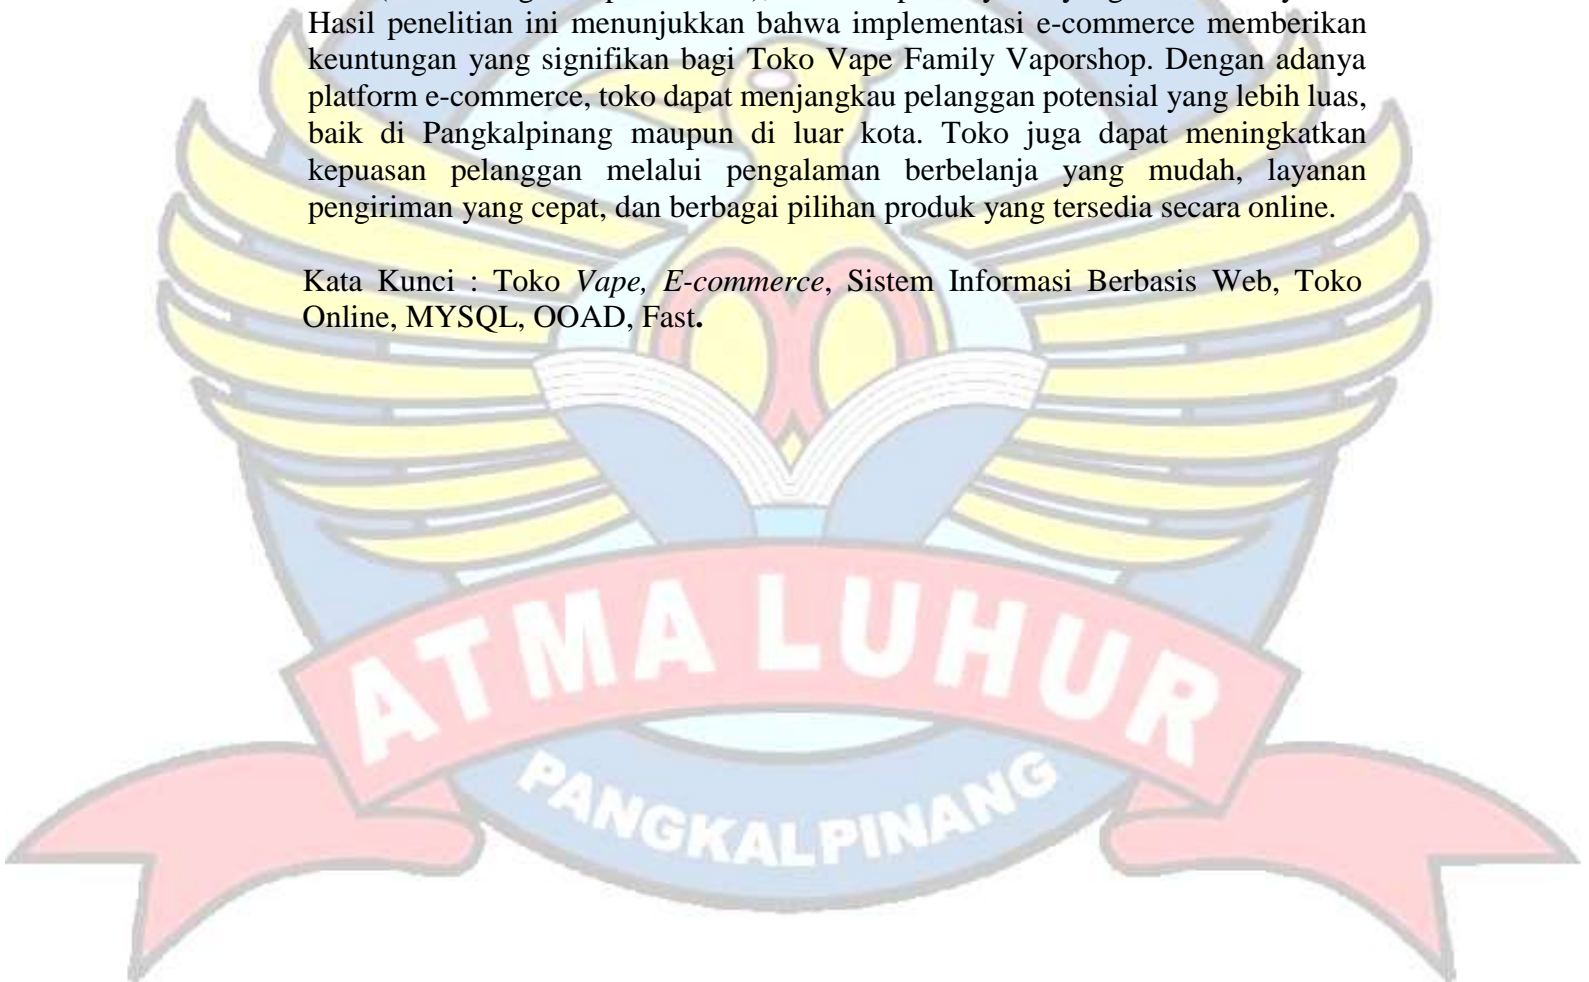 Hasil penelitian ini menunjukkan bahwa implementasi e-commerce memberikan
keuntungan yang signifikan bagi Toko Vape Family Vaporshop. Dengan adanya
platform e-commerce, toko dapat menjangkau pelanggan potensial yang lebih luas,
baik di Pangkalpinang maupun di luar kota. Toko juga dapat meningkatkan
kepuasan pelanggan melalui pengalaman berbelanja yang mudah, layanan
pengiriman yang cepat, dan berbagai pilihan produk yang tersedia secara online.
Kata Kunci : Toko Vape, E-commerce, Sistem Informasi Berbasis Web, Toko
Online, MYSQL, OOAD, Fast.
ATMA LUHUR
PANGKALPINANG